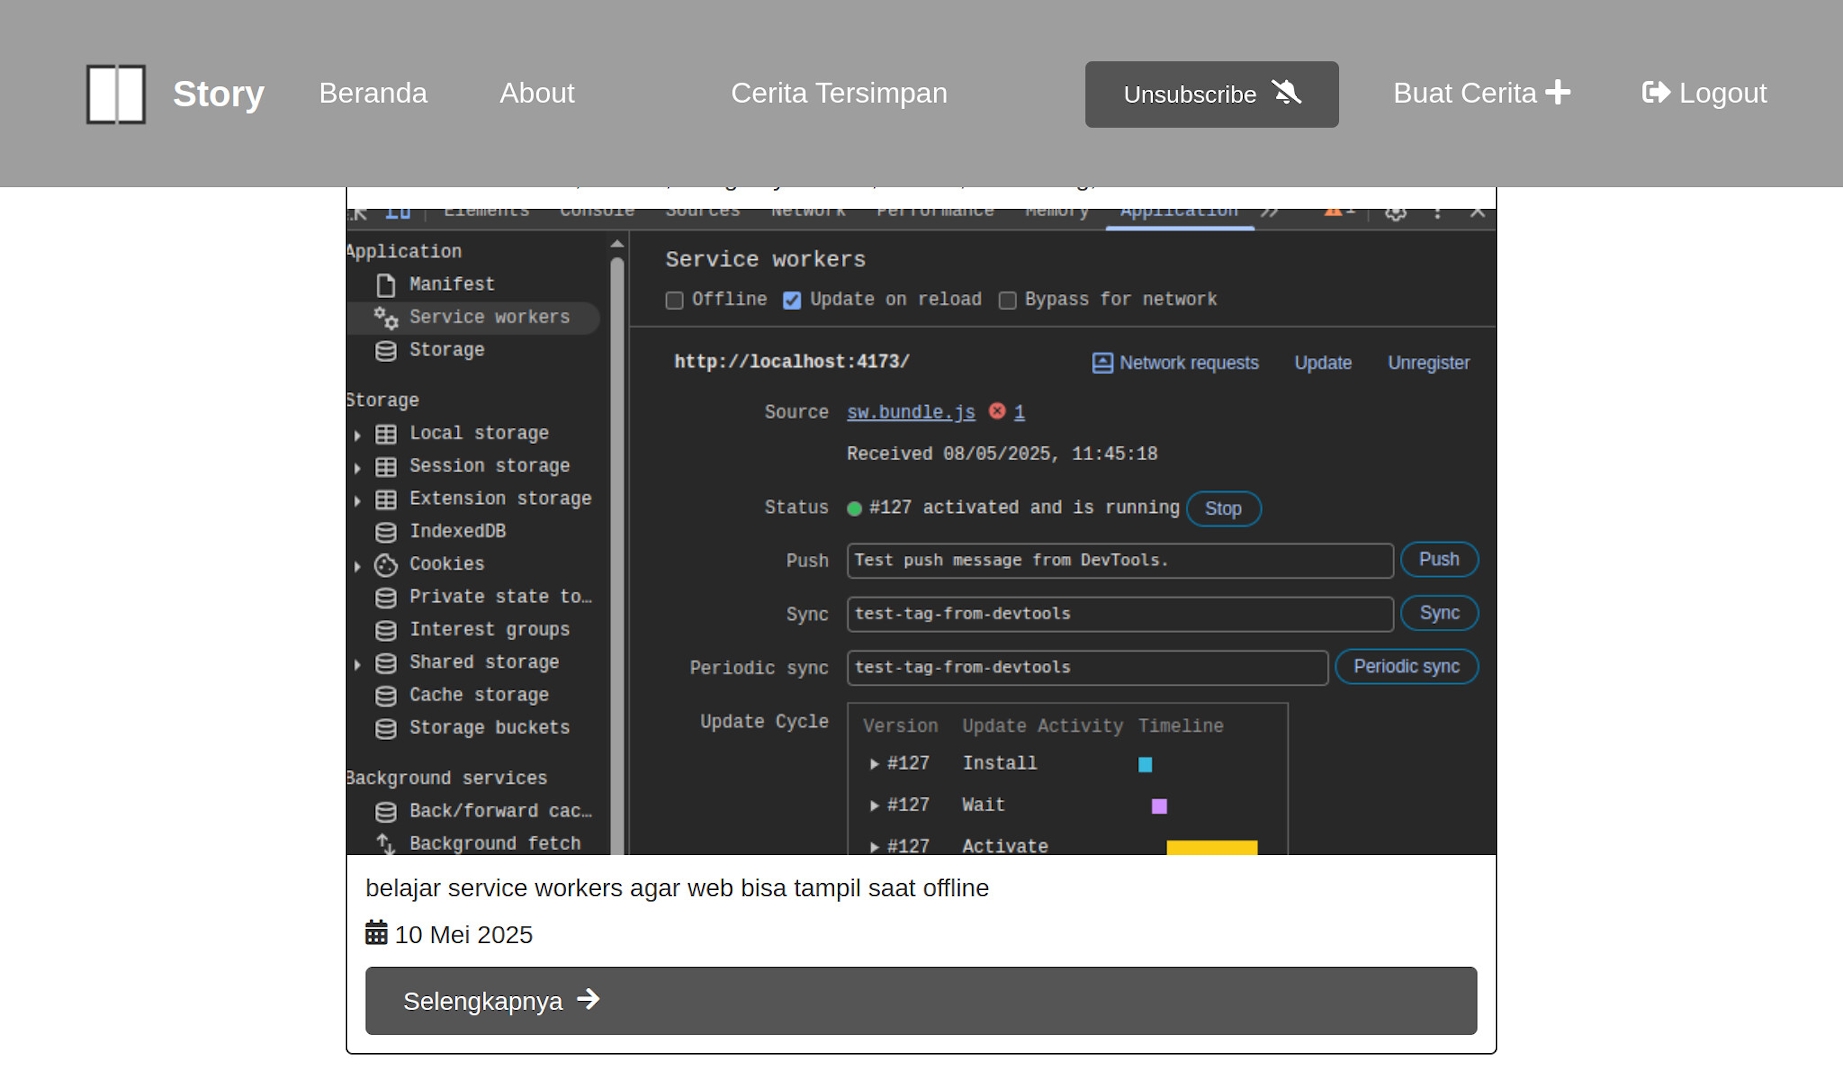 Story Beranda About Cerita Tersimpan Unsubscribe Buat Cerita Logout
Elements Console Sources Network Performance Memory Application
Application
Manifest
Service workers
Storage
Storage
Local storage
Session storage
Extension storage
IndexedDB
Cookies
Private state to…
Interest groups
Shared storage
Cache storage
Storage buckets
Background services
Back/forward cac…
Background fetch
Service workers
Offline Update on reload Bypass for network
http://localhost:4173/ Network requests Update Unregister
Source sw.bundle.js 1
Received 08/05/2025, 11:45:18
Status #127 activated and is running Stop
Push Test push message from DevTools. Push
Sync test-tag-from-devtools Sync
Periodic sync test-tag-from-devtools Periodic sync
Update Cycle Version Update Activity Timeline
#127 Install
#127 Wait
#127 Activate
belajar service workers agar web bisa tampil saat offline
10 Mei 2025
Selengkapnya